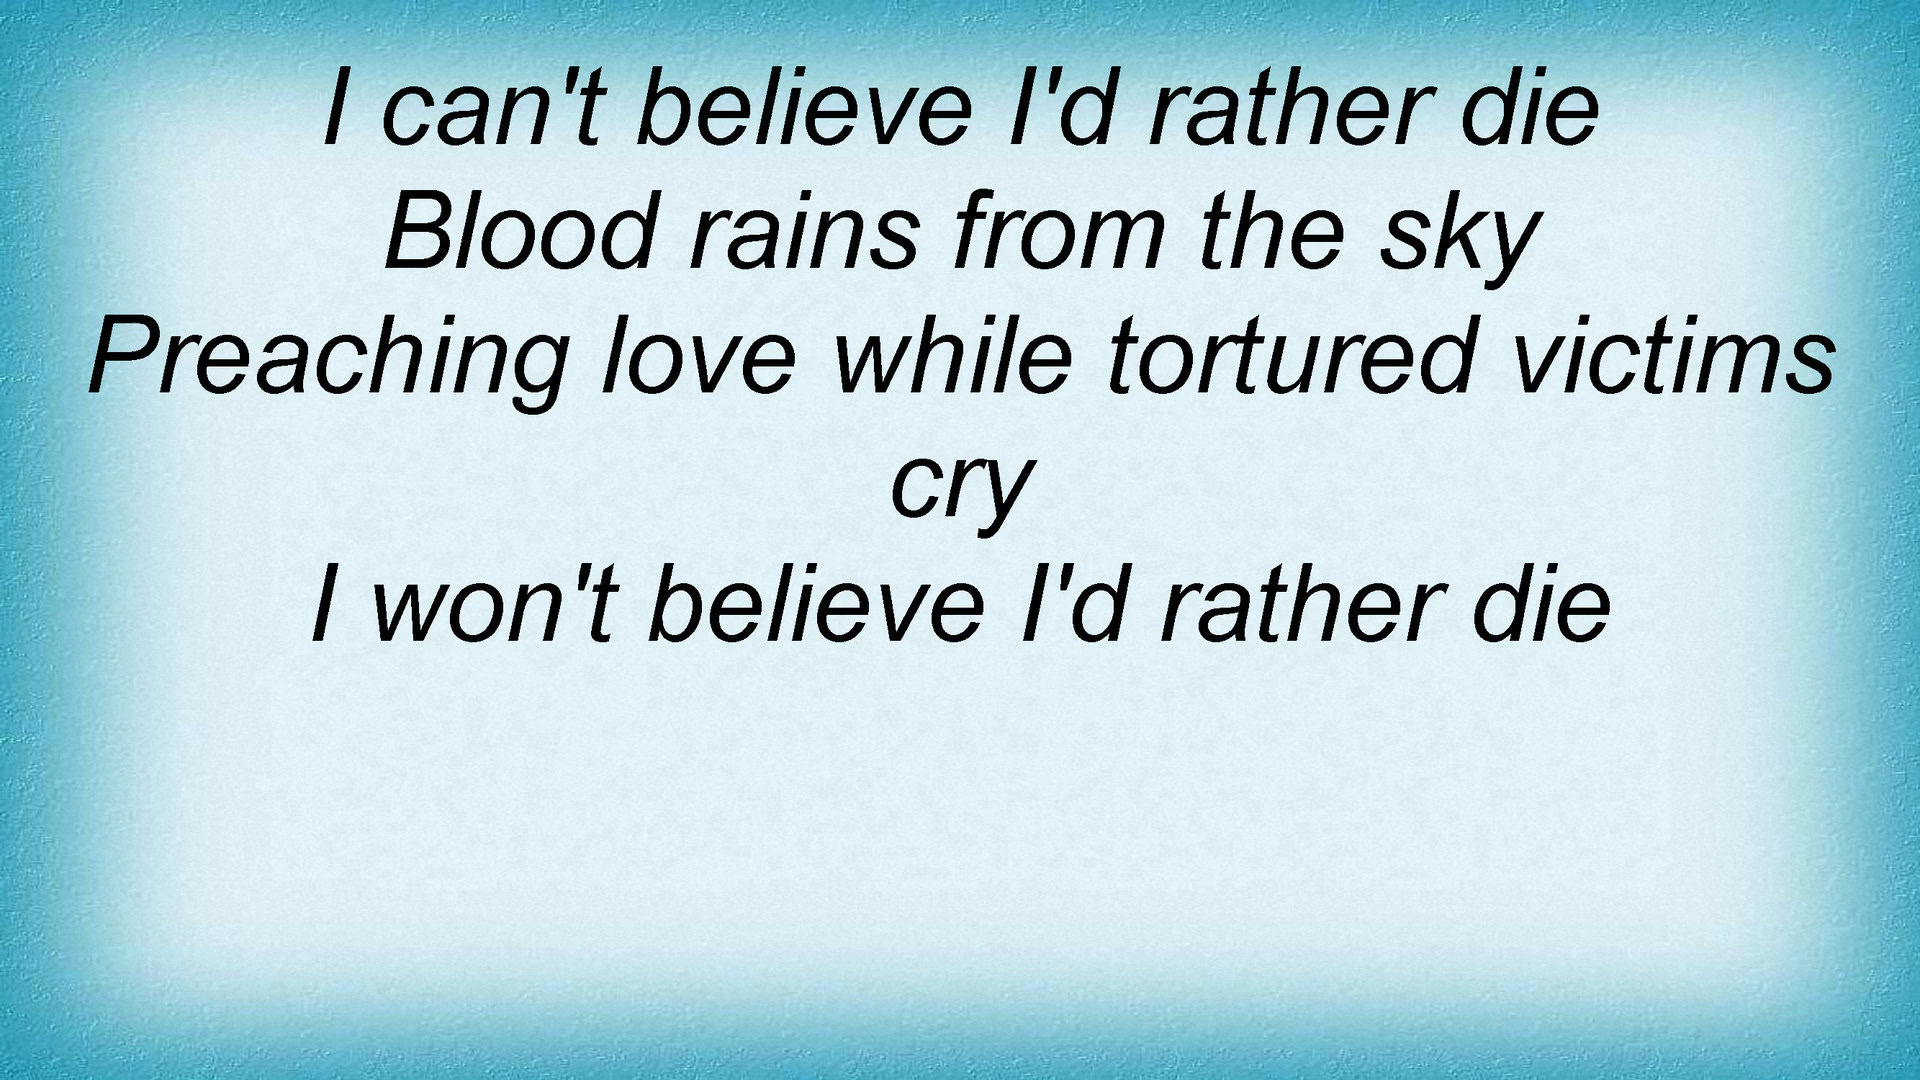 I can't believe I'd rather die
Blood rains from the sky
Preaching love while tortured victims
cry
I won't believe I'd rather die